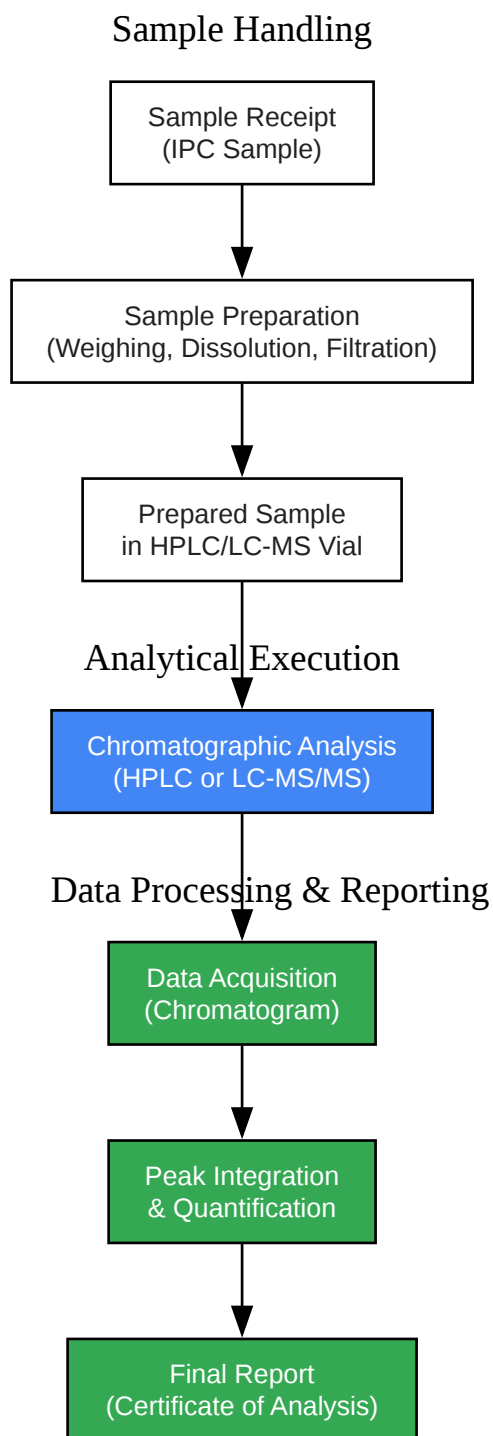 Sample Handling
Sample Receipt
(IPC Sample)
Sample Preparation
(Weighing, Dissolution, Filtration)
Prepared Sample
in HPLC/LC-MS Vial
Analytical Execution
Chromatographic Analysis
(HPLC or LC-MS/MS)
Data Processing & Reporting
Data Acquisition
(Chromatogram)
Peak Integration
& Quantification
Final Report
(Certificate of Analysis)